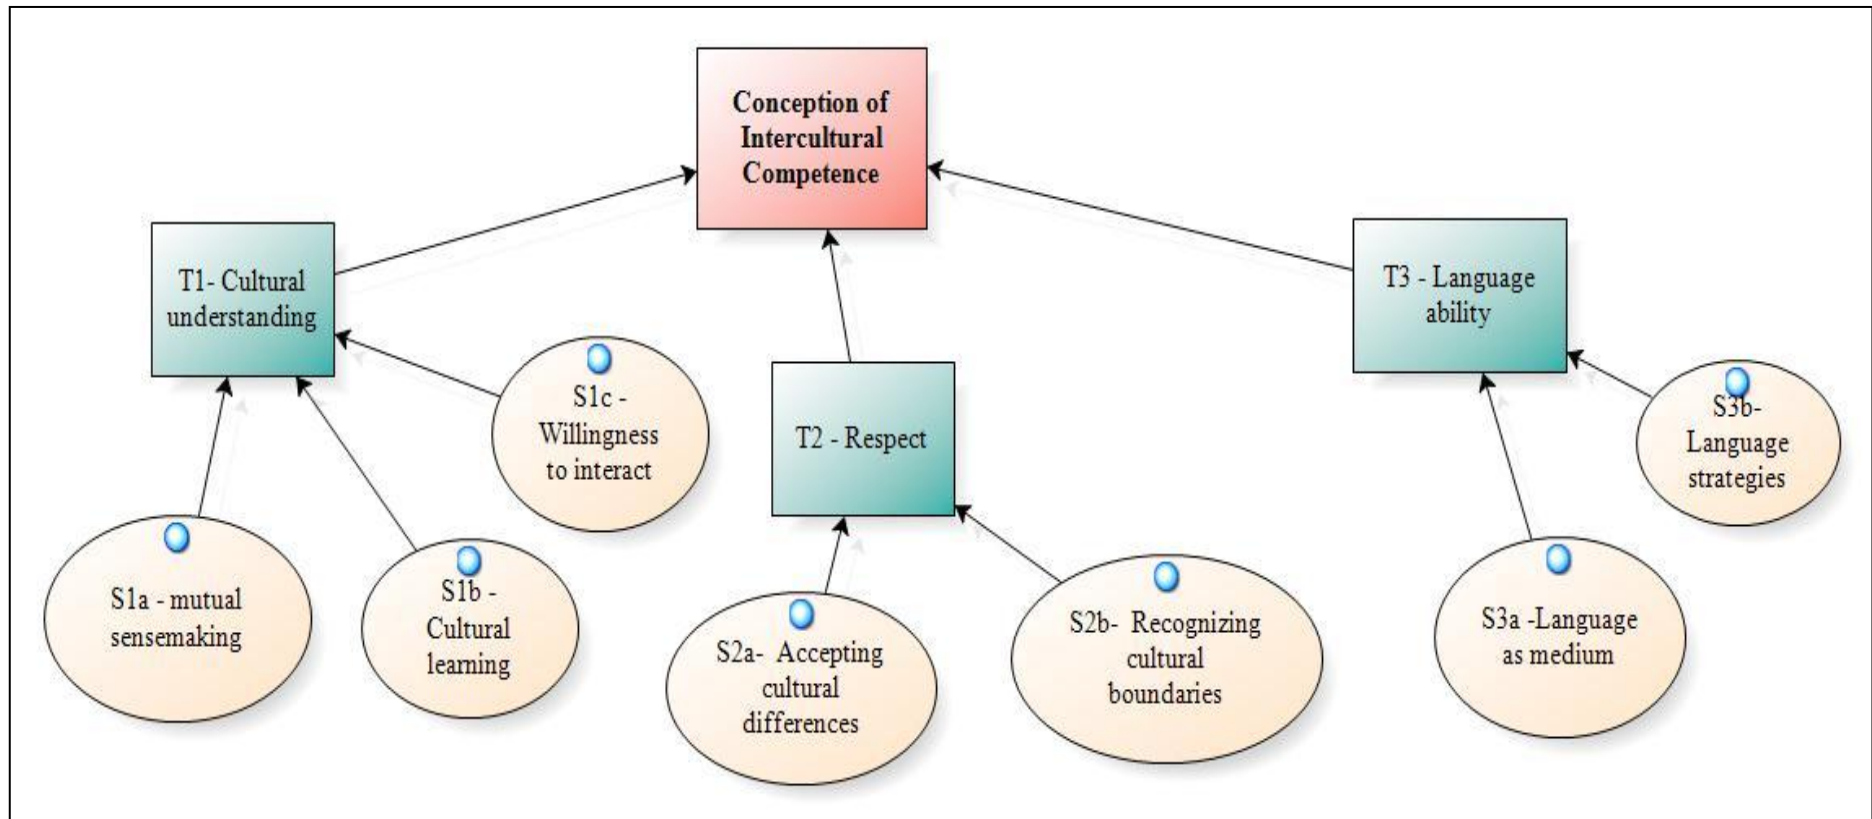 Conception of
Intercultural
Competence
T1- Cultural
understanding
T3 - Language
ability
S1c -
Willingness
to interact
T2 - Respect
S3b-
Language
strategies
S1a - mutual
sensemaking
S1b -
Cultural
learning
S2a- Accepting
cultural
differences
S2b- Recognizing
cultural
boundaries
S3a -Language
as medium